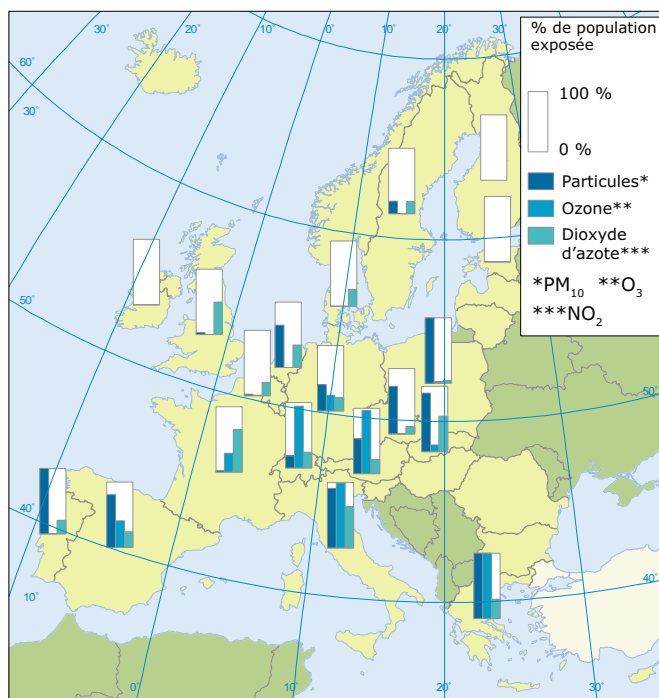 % de population
exposée
100 %
0 %
Particules*
Ozone**
Dioxyde
d'azote***
*PM10 **O3
***NO2
30˚
20˚
10˚
0˚
10˚
20˚
30˚
60˚
30˚
50˚
50˚
40˚
40˚
10˚
0˚
10˚
20˚